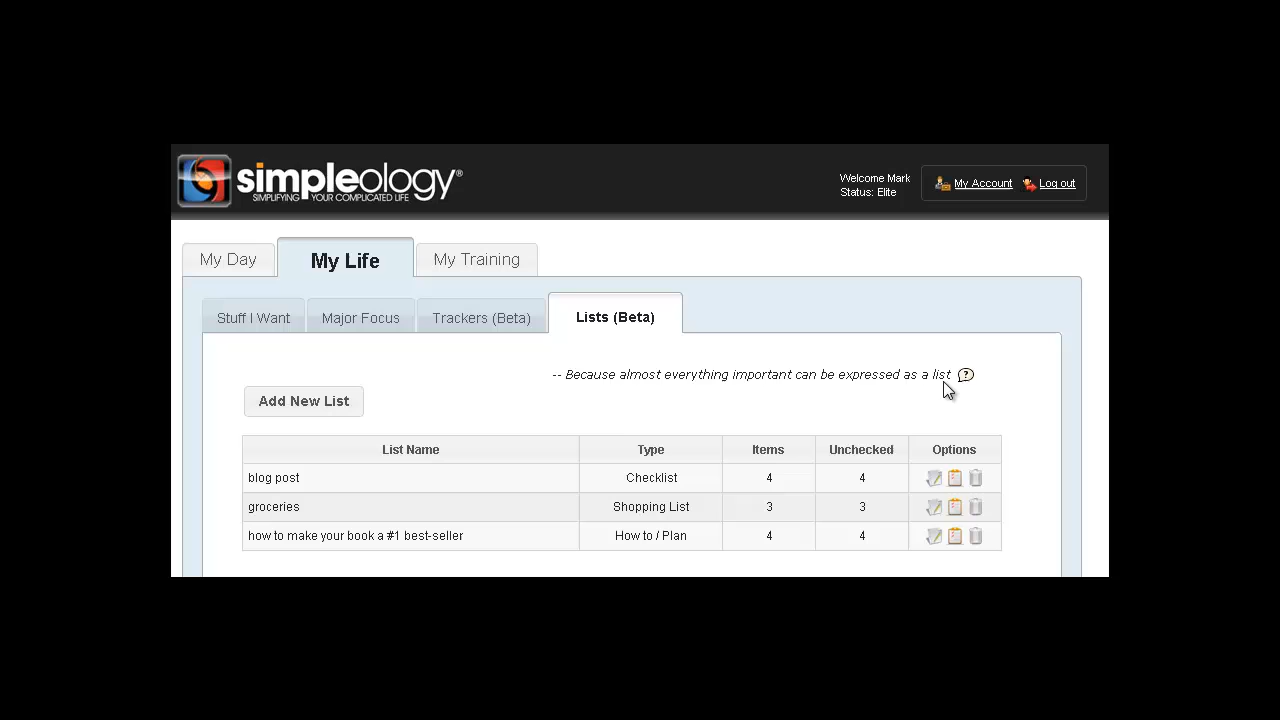 simpleology®
SIMPLIFYING YOUR COMPLICATED LIFE
Welcome Mark
Status: Elite
My Account
Log out
My Day
My Life
My Training
Stuff I Want
Major Focus
Trackers (Beta)
Lists (Beta)
-- Because almost everything important can be expressed as a list ?
Add New List
List Name Type Items Unchecked Options
blog post Checklist 4 4
groceries Shopping List 3 3
how to make your book a #1 best seller How to / Plan 4 4